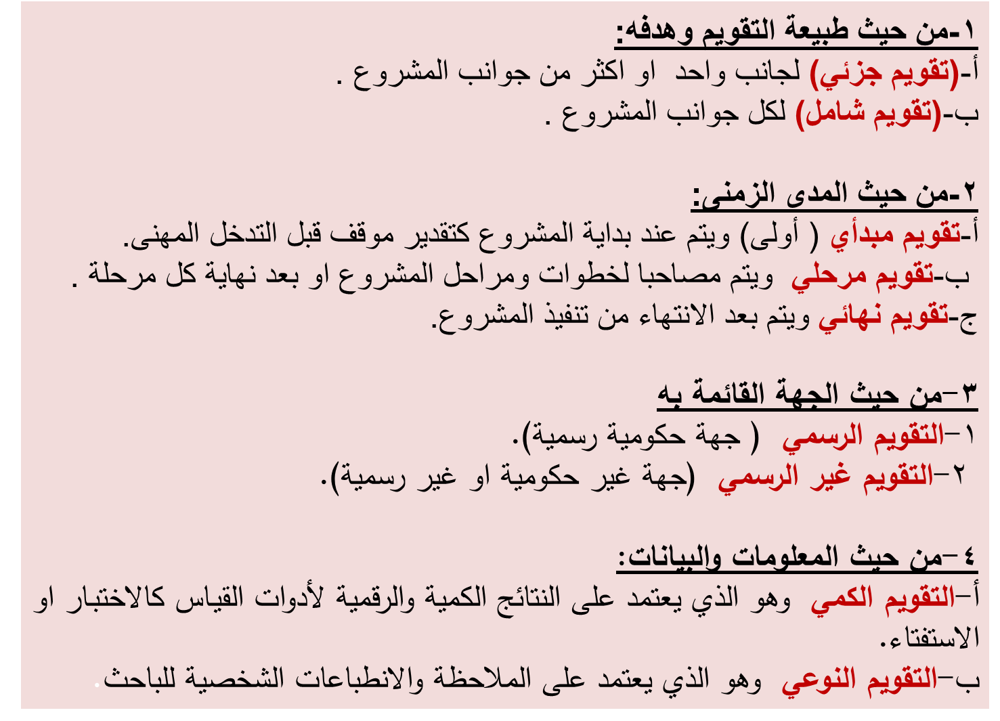 ١-من حيث طبيعة التقويم وهدفه:
أ-(تقويم جزئي) لجانب واحد او اكثر من جوانب المشروع .
ب-(تقويم شامل) لكل جوانب المشروع .
٢-من حيث المدى الزمنى:
أ-تقويم مبدأي ( أولى) ويتم عند بداية المشروع كتقدير موقف قبل التدخل المهنى.
ب-تقويم مرحلي ويتم مصاحبا لخطوات ومراحل المشروع او بعد نهاية كل مرحلة .
ج-تقويم نهائي ويتم بعد الانتهاء من تنفيذ المشروع.
٣-من حيث الجهة القائمة به
١-التقويم الرسمي ( جهة حكومية رسمية).
٢-التقويم غير الرسمي (جهة غير حكومية او غير رسمية).
٤-من حيث المعلومات والبيانات:
أ-التقويم الكمي وهو الذي يعتمد على النتائج الكمية والرقمية لأدوات القياس كالاختبار او
الاستفتاء.
ب-التقويم النوعي وهو الذي يعتمد على الملاحظة والانطباعات الشخصية للباحث.